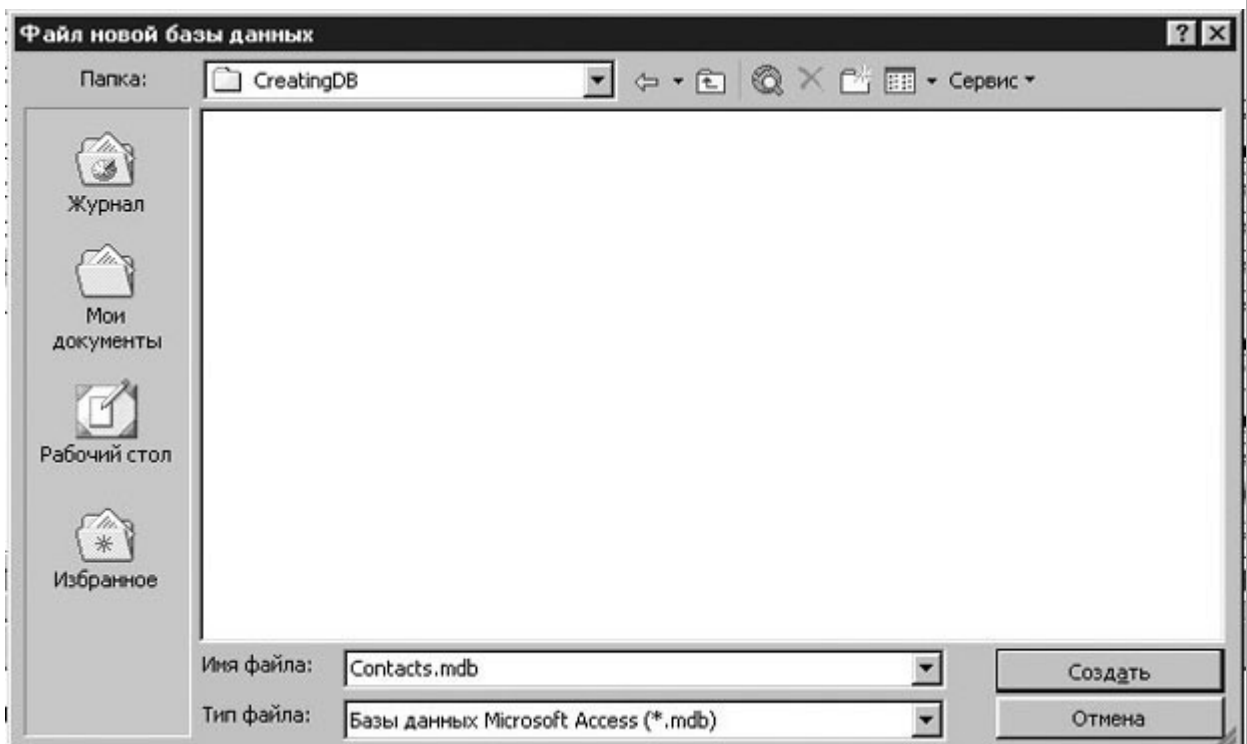 Файл новой базы данных
Папка:
CreatingDB
Сервис
Журнал
Мои
документы
Рабочий стол
Избранное
Имя файла:
Contacts.mdb
Создать
Тип файла:
Базы данных Microsoft Access (*.mdb)
Отмена